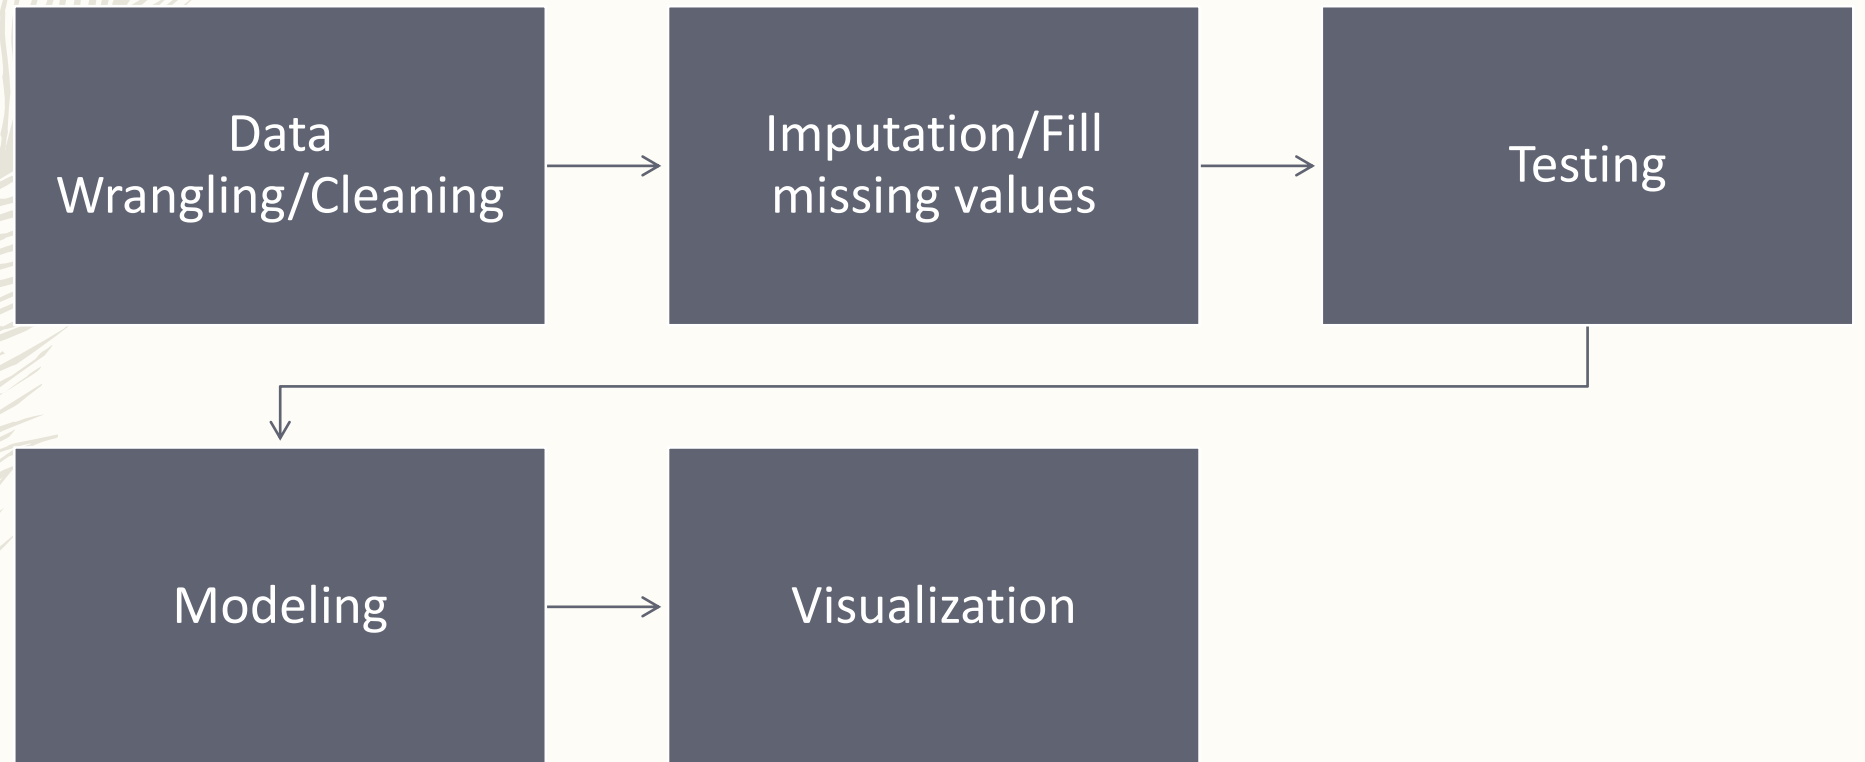 Data
Wrangling/Cleaning
Imputation/Fill
missing values
Testing
Modeling
Visualization